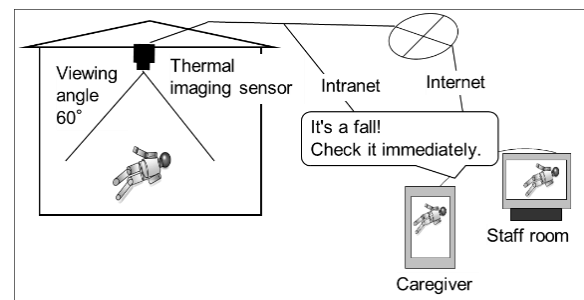 Viewing
angle
60°
Thermal
imaging sensor
Intranet
Internet
It's a fall!
Check it immediately.
Staff room
Caregiver